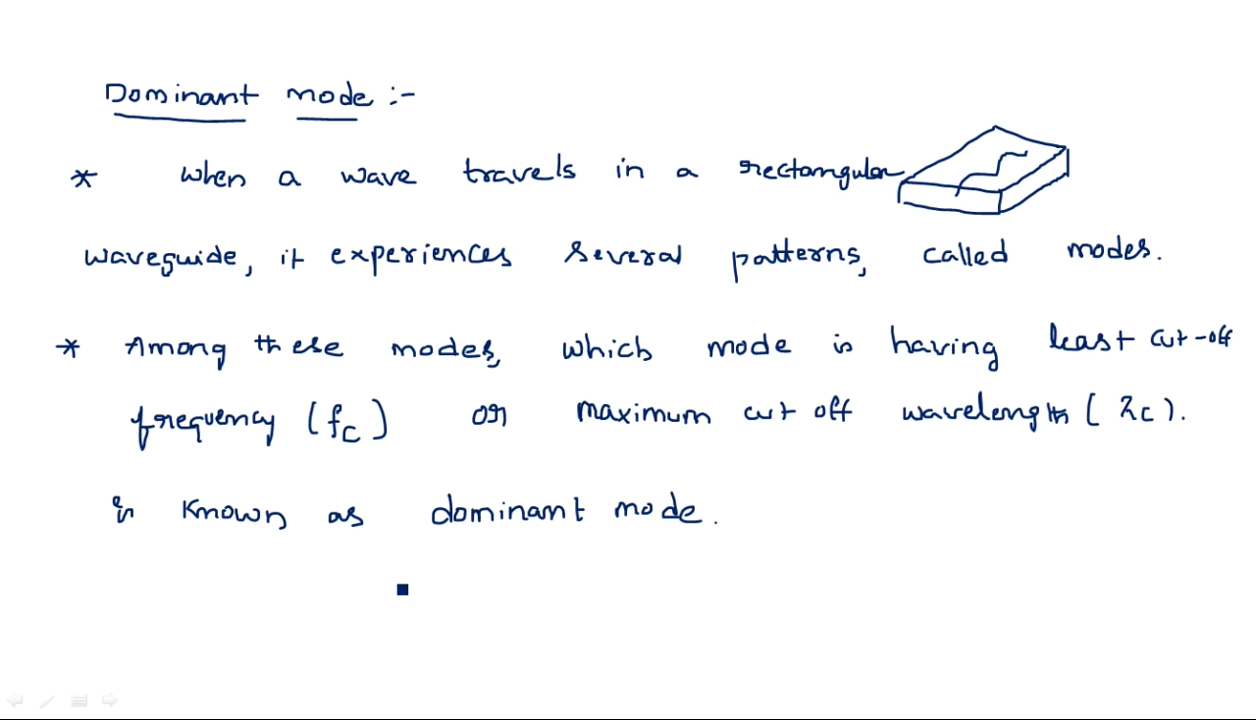 Dominant mode :-
* when a wave travels in a rectangular
waveguide, it experiences several patterns, called modes.
* Among these modes, which mode is having least cut-off
frequency (fc) or maximum cut off wavelength (λc).
is known as dominant mode.